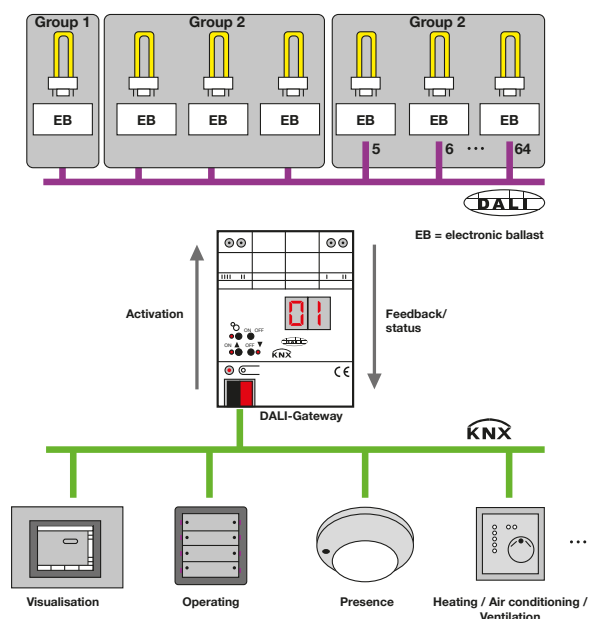 Group 1
Group 2
Group 2
EB
EB
EB
EB
EB
EB
EB
5
6
...
64
DALI
EB = electronic ballast
Activation
Feedback/
status
01
ON OFF
ON
OFF
DALI
KNX
CE
DALI-Gateway
KNX
...
Visualisation
Operating
Presence
Heating / Air conditioning /
Ventilation